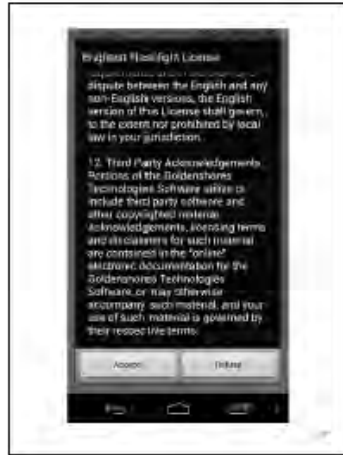 Brightest Flashlight License
dispute between the English and any
non-English versions, the English
version of this License shall govern,
to the extent not prohibited by local
law in your jurisdiction.
12. Third Party Acknowledgements
Portions of the Goldenshores
Technologies Software utilize or
include third party software and
other copyrighted material.
Acknowledgements, licensing terms
and disclaimers for such material
are contained in the "online"
electronic documentation for the
Goldenshores Technologies
Software, or may otherwise
accompany such material, and your
use of such material is governed by
their respective terms.
Accept Refuse